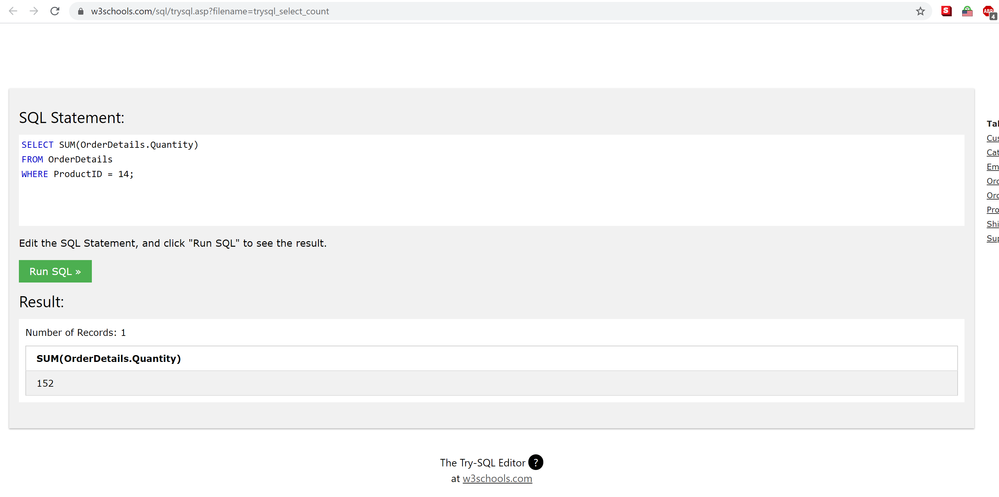 w3schools.com/sql/trysql.asp?filename=trysql_select_count
S
ABP
4
SQL Statement:
SELECT SUM(OrderDetails.Quantity)
FROM OrderDetails
WHERE ProductID = 14;
Edit the SQL Statement, and click "Run SQL" to see the result.
Run SQL »
Result:
Number of Records: 1
SUM(OrderDetails.Quantity)
152
The Try-SQL Editor ?
at w3schools.com